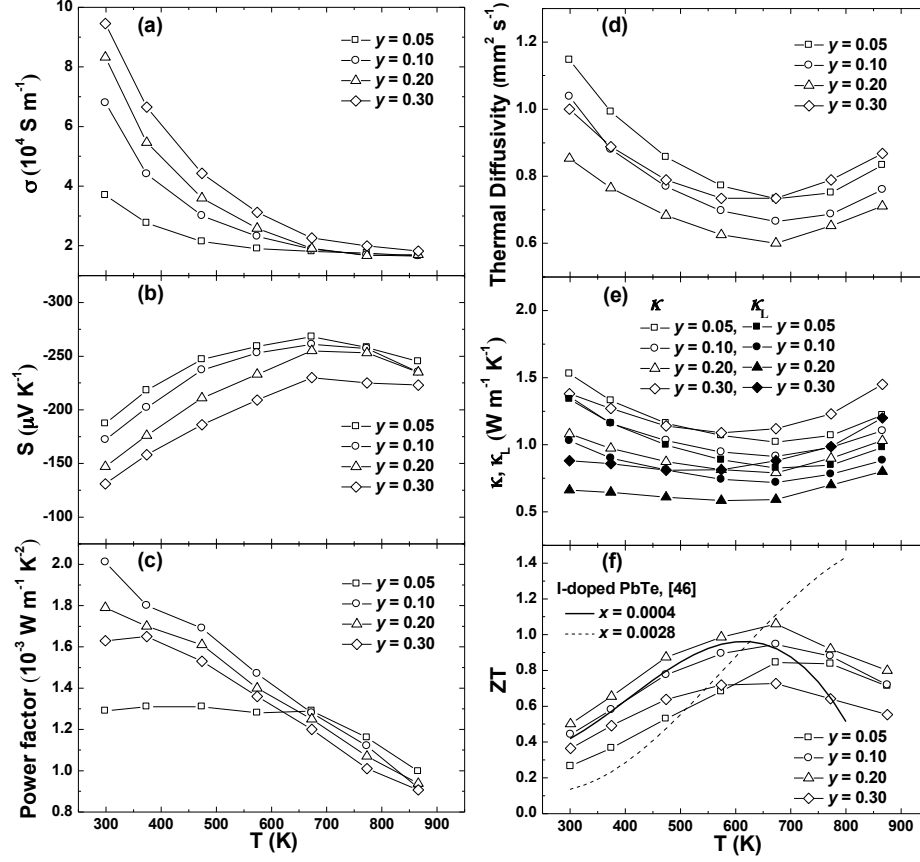 (a)
y = 0.05
y = 0.10
y = 0.20
y = 0.30
10
8
6
4
2
σ (10⁴ S m⁻¹)
(b)
y = 0.05
y = 0.10
y = 0.20
y = 0.30
-300
-250
-200
-150
-100
S (μV K⁻¹)
(c)
y = 0.05
y = 0.10
y = 0.20
y = 0.30
2.0
1.8
1.6
1.4
1.2
1.0
0.8
Power factor (10⁻³ W m⁻¹ K⁻²)
300 400 500 600 700 800 900
T (K)
(d)
y = 0.05
y = 0.10
y = 0.20
y = 0.30
1.2
1.0
0.8
0.6
0.4
Thermal Diffusivity (mm² s⁻¹)
(e)
κ κL
y = 0.05, y = 0.05
y = 0.10, y = 0.10
y = 0.20, y = 0.20
y = 0.30, y = 0.30
2.0
1.5
1.0
0.5
κ, κL (W m⁻¹ K⁻¹)
(f)
I-doped PbTe, [46]
x = 0.0004
x = 0.0028
y = 0.05
y = 0.10
y = 0.20
y = 0.30
1.4
1.2
1.0
0.8
0.6
0.4
0.2
0.0
ZT
300 400 500 600 700 800 900
T (K)